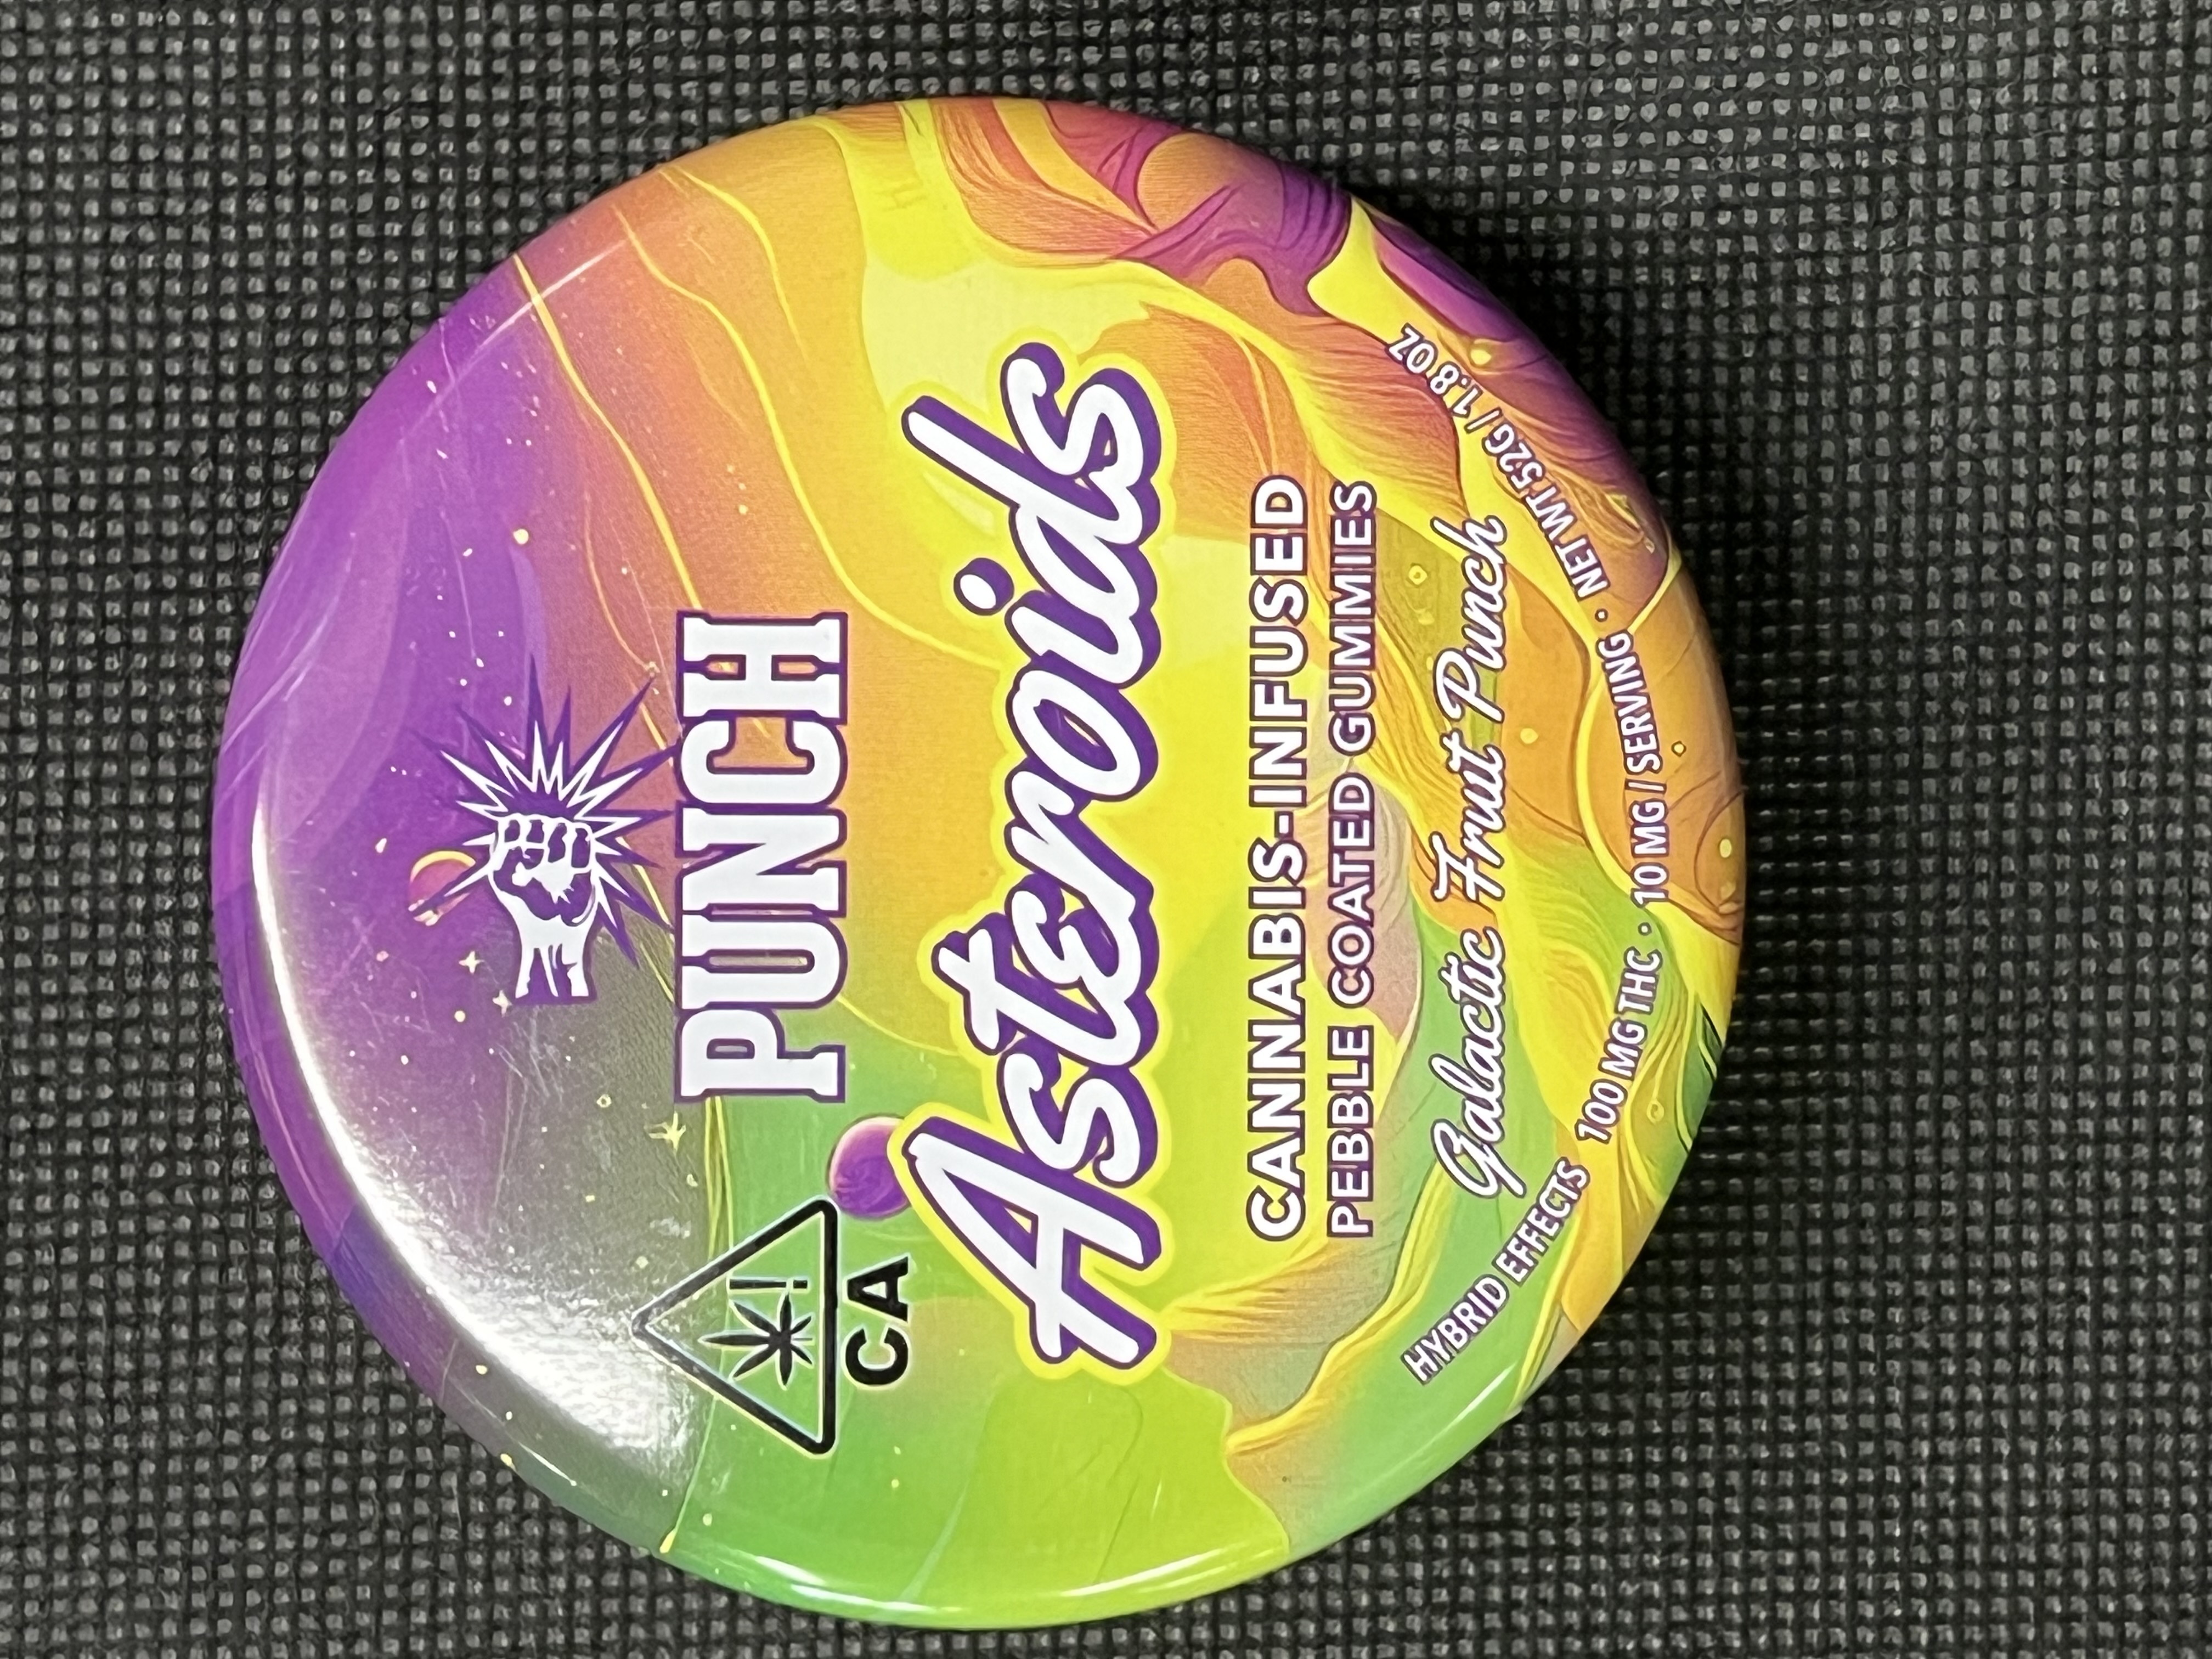 PUNCH
CA
Asteroids
CANNABIS-INFUSED
PEBBLE COATED GUMMIES
Galactic Fruit Punch
HYBRID EFFECTS 100 MG THC · 10 MG / SERVING · NET WT 52G / 1.8 OZ